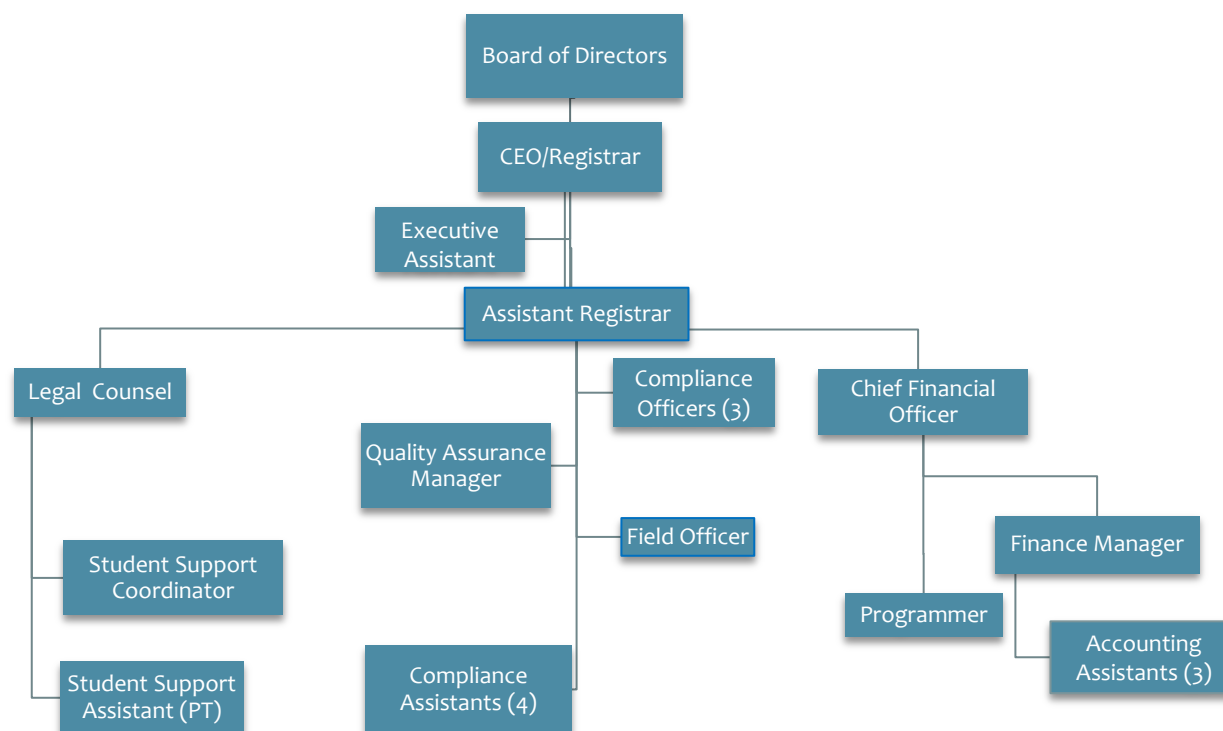 Board of Directors
CEO/Registrar
Executive
Assistant
Assistant Registrar
Legal Counsel
Compliance
Officers (3)
Chief Financial
Officer
Quality Assurance
Manager
Field Officer
Finance Manager
Student Support
Coordinator
Programmer
Student Support
Assistant (PT)
Compliance
Assistants (4)
Accounting
Assistants (3)